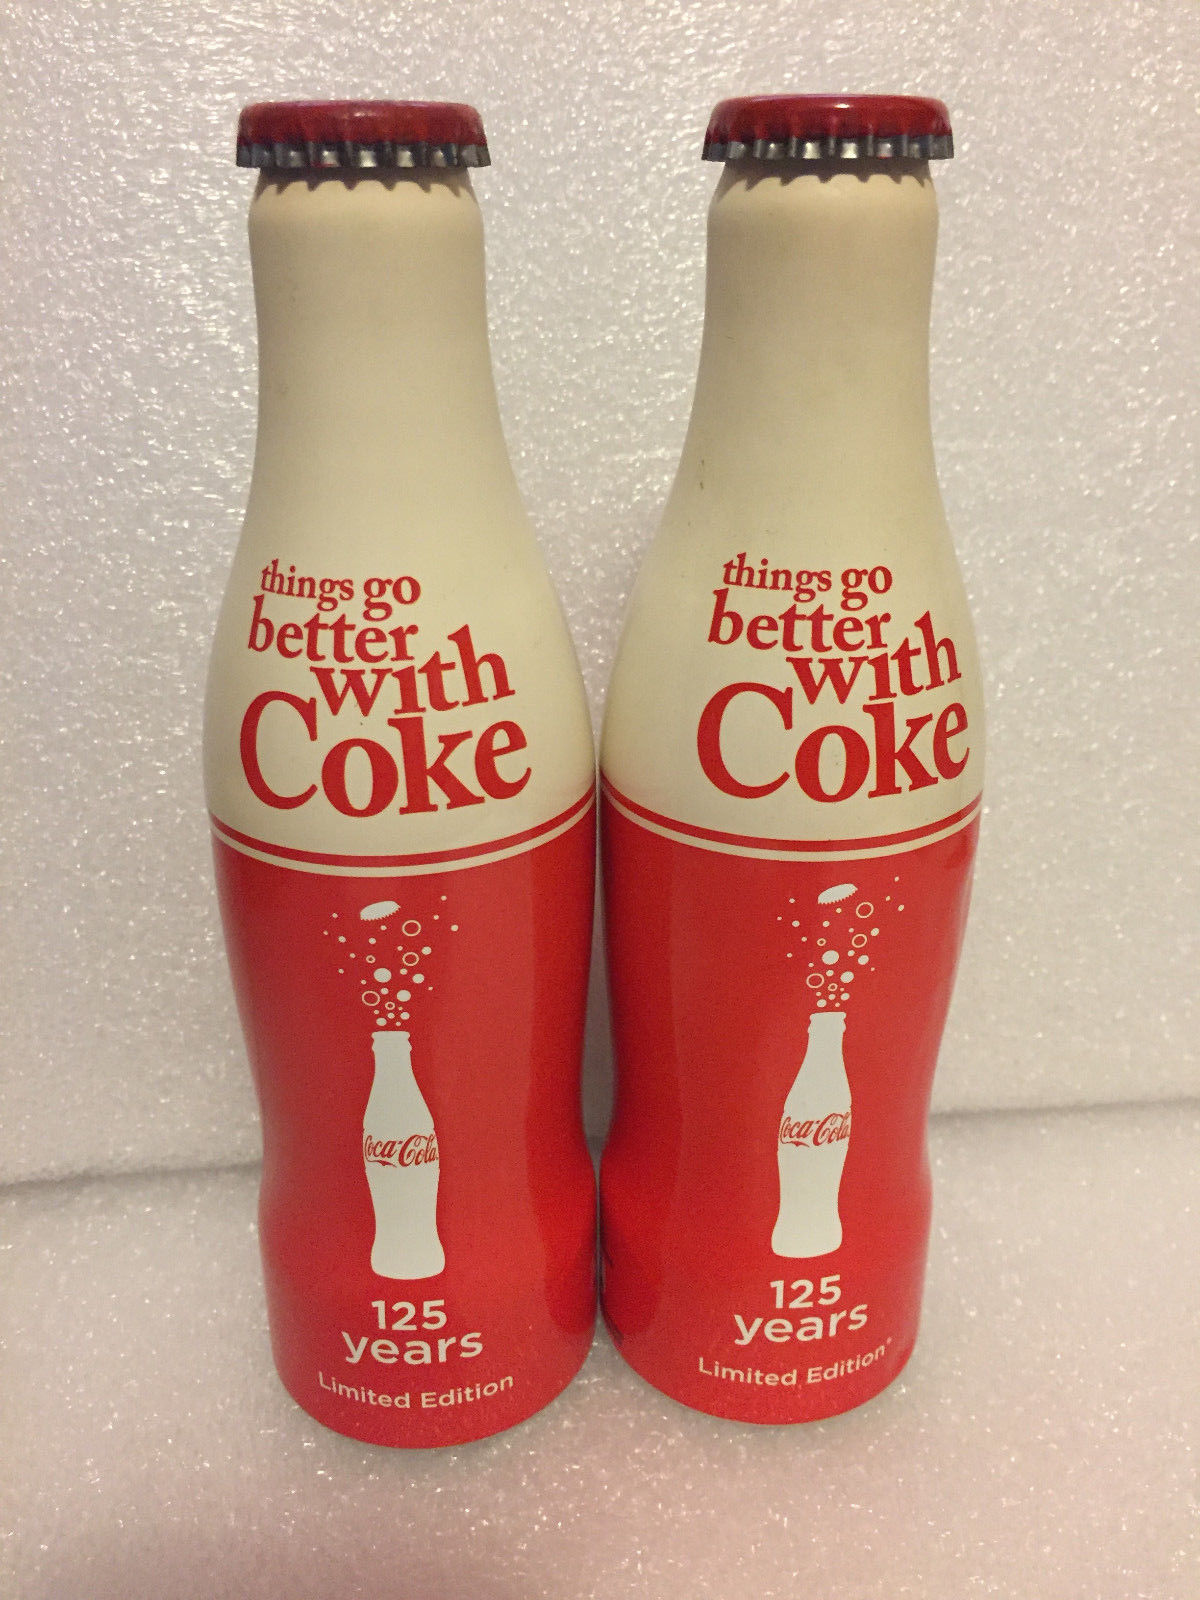 things go
better
with
Coke
Coca-Cola
125
years
Limited Edition
things go
better
with
Coke
Coca-Cola
125
years
Limited Edition*